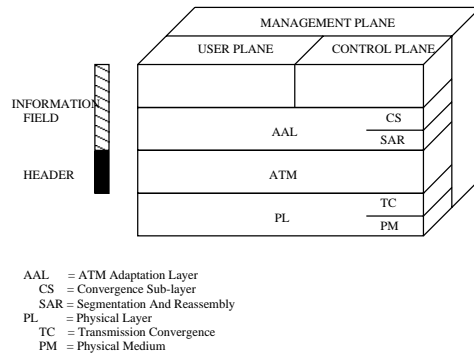 MANAGEMENT PLANE
USER PLANE CONTROL PLANE
INFORMATION
FIELD
CS
AAL
SAR
HEADER
ATM
TC
PL
PM
AAL = ATM Adaptation Layer
CS = Convergence Sub-layer
SAR = Segmentation And Reassembly
PL = Physical Layer
TC = Transmission Convergence
PM = Physical Medium